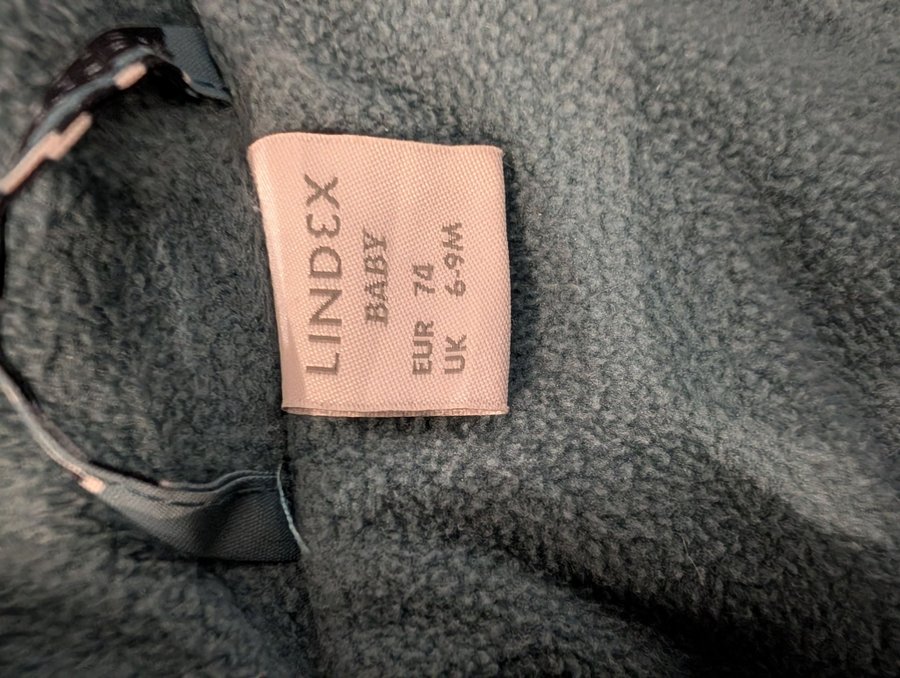 LINDEX
BABY
EUR 74
UK 6-9M